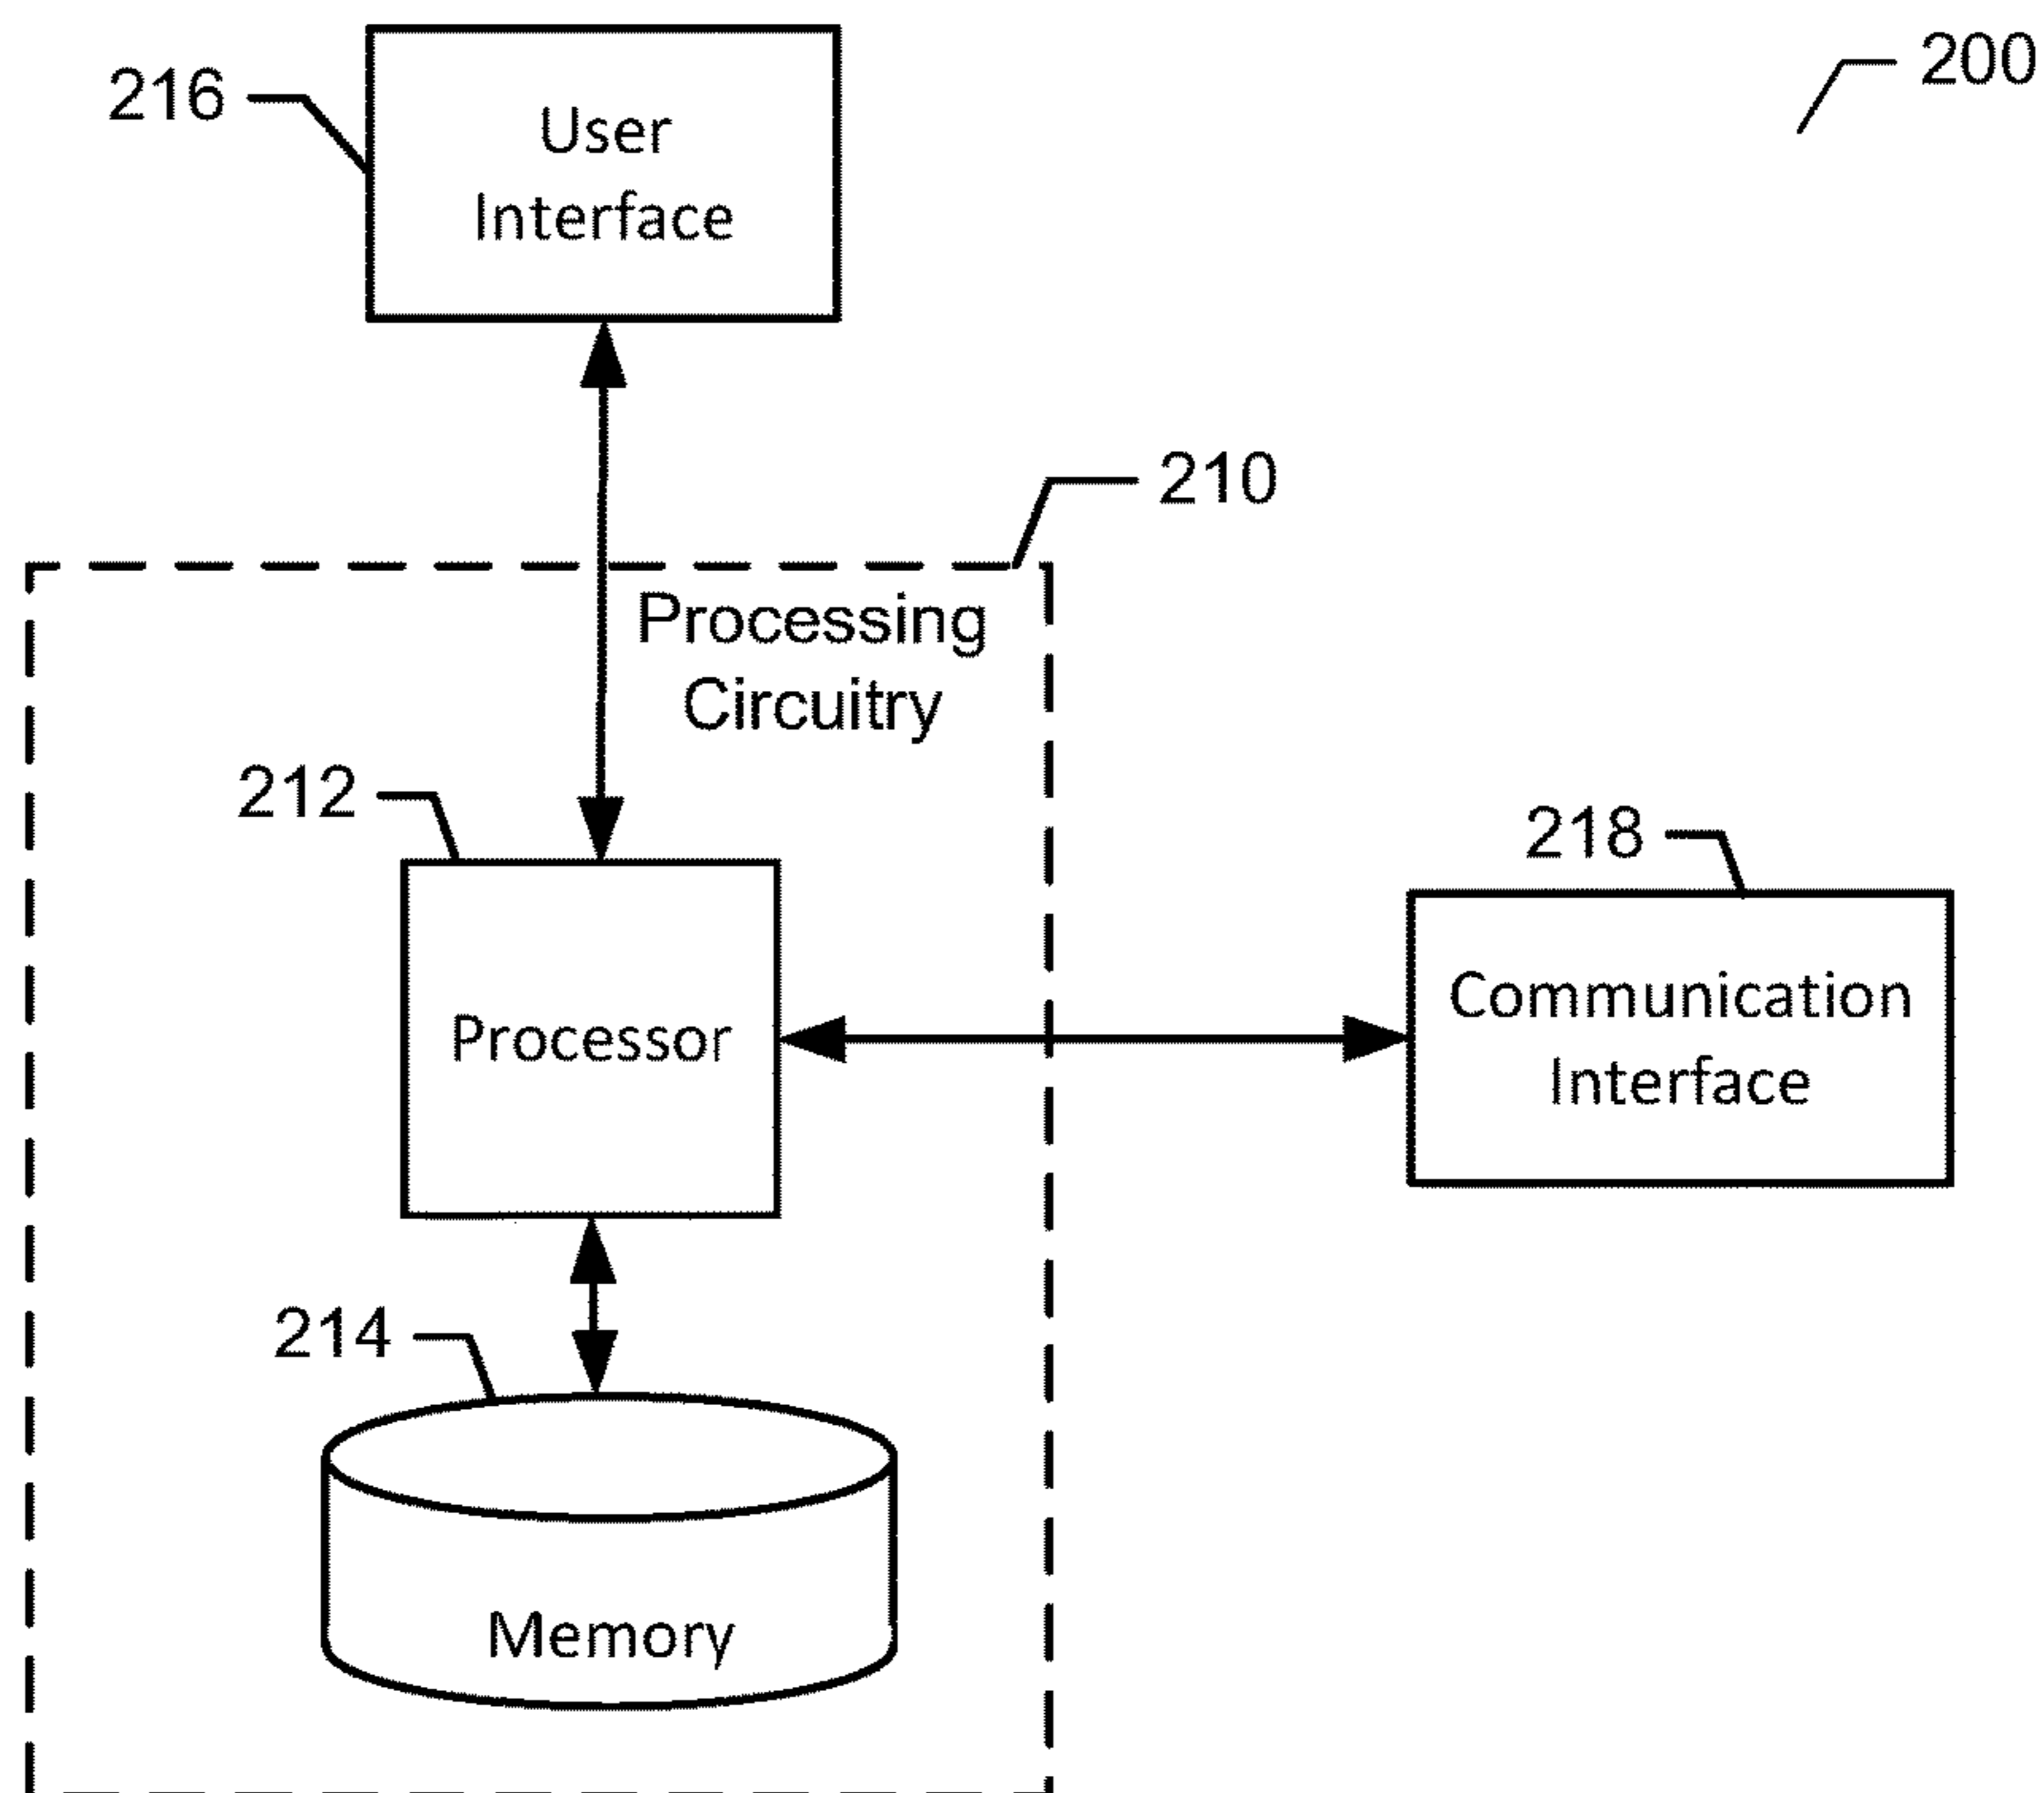 200
216
User
Interface
210
Processing
Circuitry
212
218
Processor
Communication
Interface
214
Memory